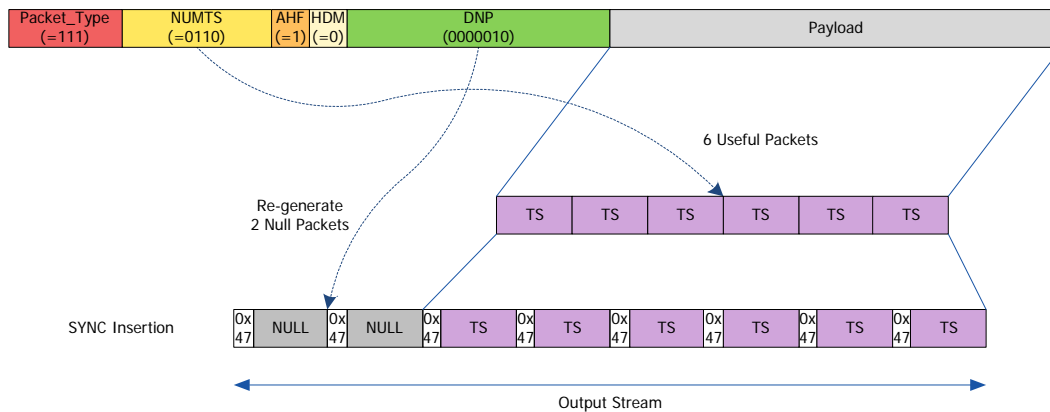 Packet_Type NUMTS AHF HDM DNP Payload
(=111) (=0110) (=1) (=0) (0000010)
6 Useful Packets
TS TS TS TS TS TS
Re-generate
2 Null Packets
SYNC Insertion
0x NULL 0x NULL 0x TS 0x TS 0x TS 0x TS 0x TS 0x TS
47 47 47 47 47 47 47 47
Output Stream